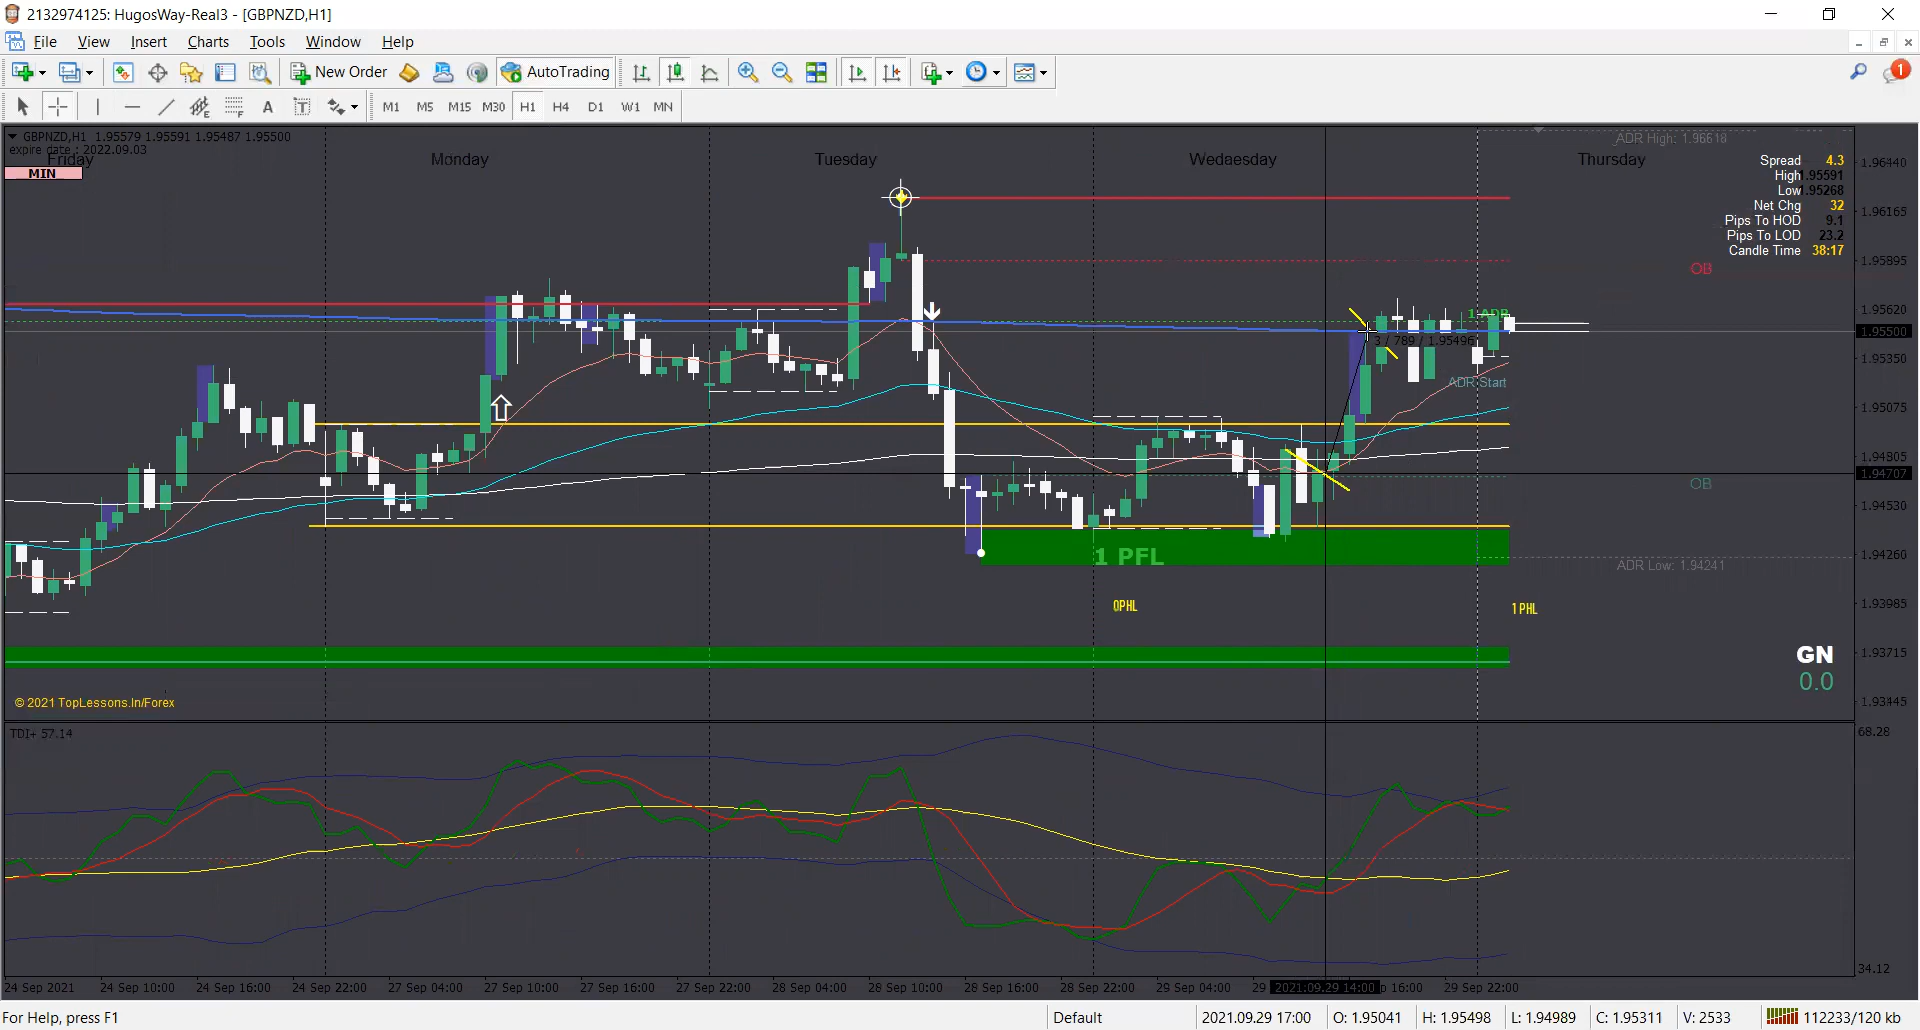 2132974125: HugosWay-Real3 - [GBPNZD,H1]
File View Insert Charts Tools Window Help
New Order AutoTrading 1
A T M1 M5 M15 M30 H1 H4 D1 W1 MN
GBPNZD,H1 1.95579 1.95591 1.95487 1.95500
expire date : 2022.09.03
Friday Monday Tuesday Wedaesday Thursday
MIN
ADR High: 1.96618
Spread 4.3
High 1.95591
Low 1.95268
Net Chg 32
Pips To HOD 9.1
Pips To LOD 23.2
Candle Time 38:17
OB
1 ADR
3 / 789 / 1.95496
ADR Start
OB
1 PFL
ADR Low: 1.94241
0PHL
1 PHL
GN
0.0
© 2021 TopLessons.In/Forex
1.96440
1.96165
1.95895
1.95620
1.95500
1.95350
1.95075
1.94805
1.94707
1.94530
1.94260
1.93985
1.93715
1.93445
TDI+ 57.14
68.28
34.12
24 Sep 2021 24 Sep 10:00 24 Sep 16:00 24 Sep 22:00 27 Sep 04:00 27 Sep 10:00 27 Sep 16:00 27 Sep 22:00 28 Sep 04:00 28 Sep 10:00 28 Sep 16:00 28 Sep 22:00 29 Sep 04:00 29 2021.09.29 14:00 p 16:00 29 Sep 22:00
For Help, press F1 Default 2021.09.29 17:00 O: 1.95041 H: 1.95498 L: 1.94989 C: 1.95311 V: 2533 112233/120 kb